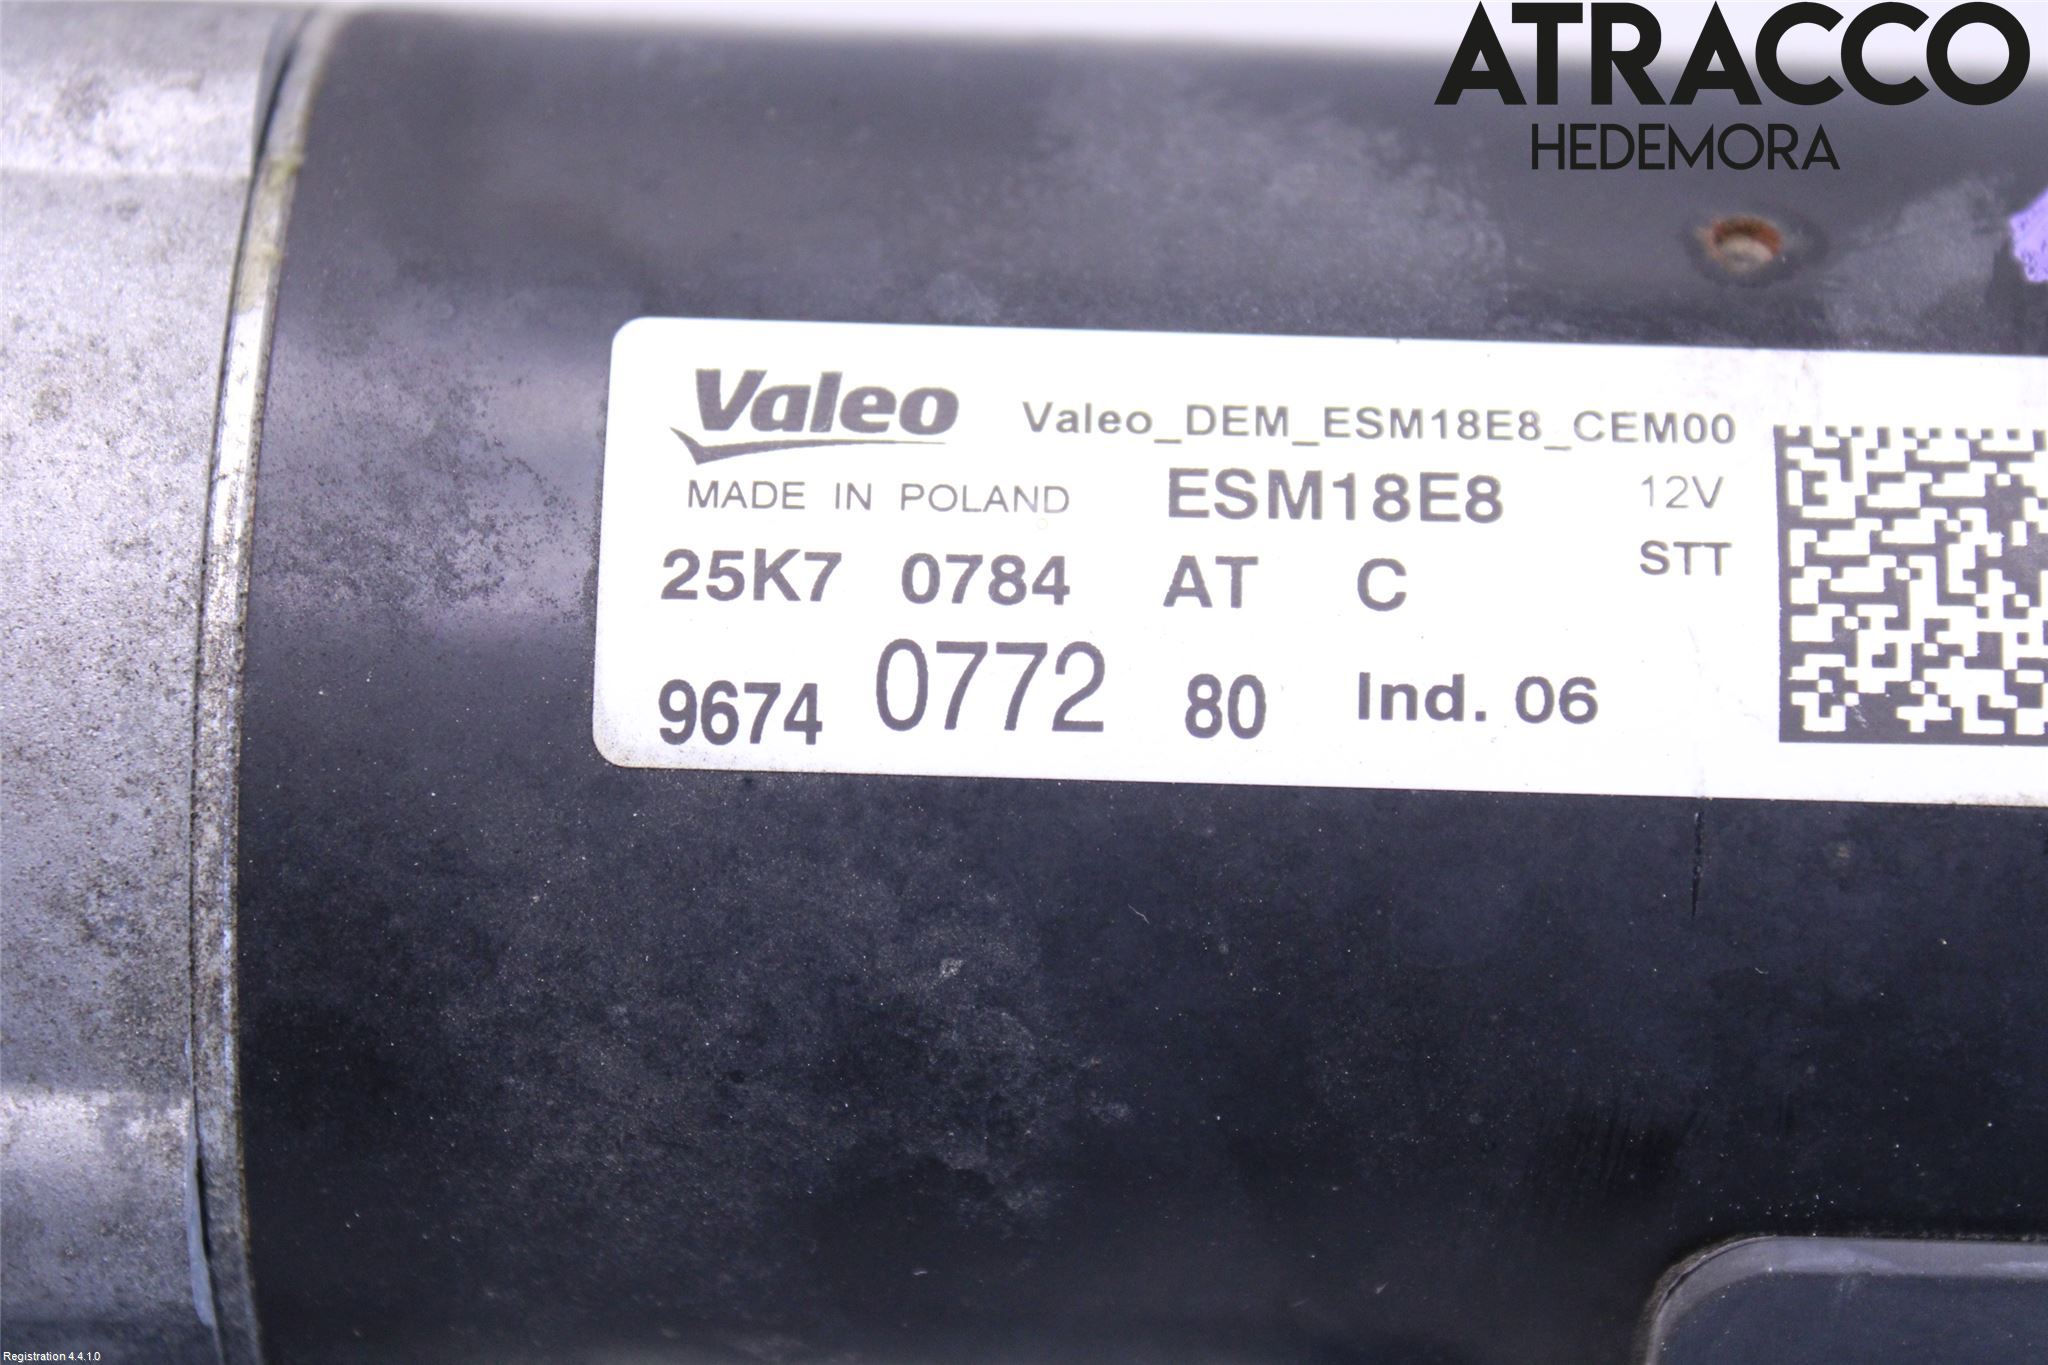 ATRACCO
HEDEMORA
Valeo Valeo_DEM_ESM18E8_CEM00
MADE IN POLAND ESM18E8 12V
25K7 0784 AT C STT
9674 0772 80 Ind. 06
Registration 4.4.1.0